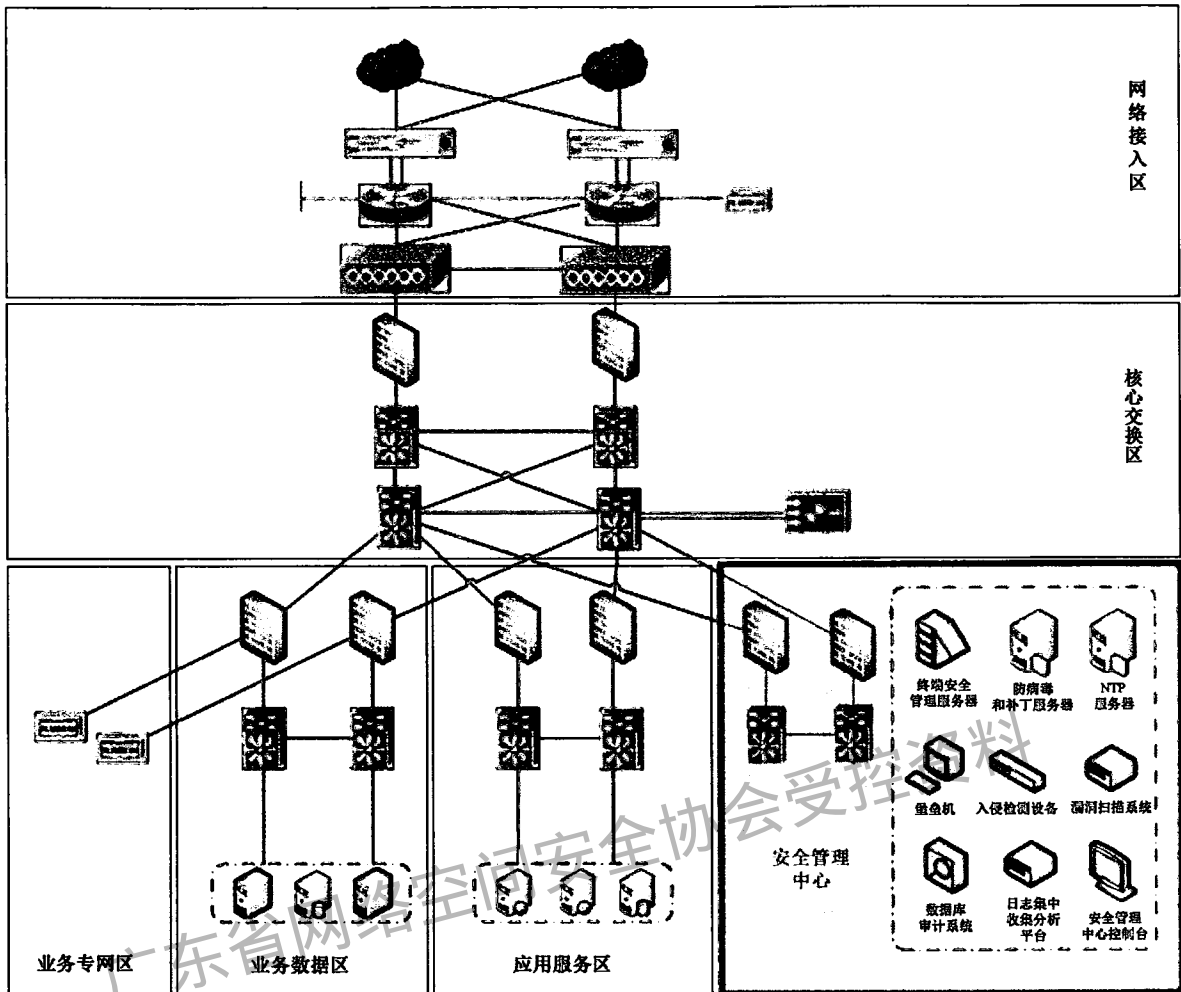 网络接入区
核心交换区
终端安全
管理服务器
防病毒
和补丁服务器
NTP
服务器
堡垒机
入侵检测设备
漏洞扫描系统
安全管理
中心
数据库
审计系统
日志集中
收集分析
平台
安全管理
中心控制台
业务专网区
业务数据区
应用服务区
广东省网络空间安全协会受控资料